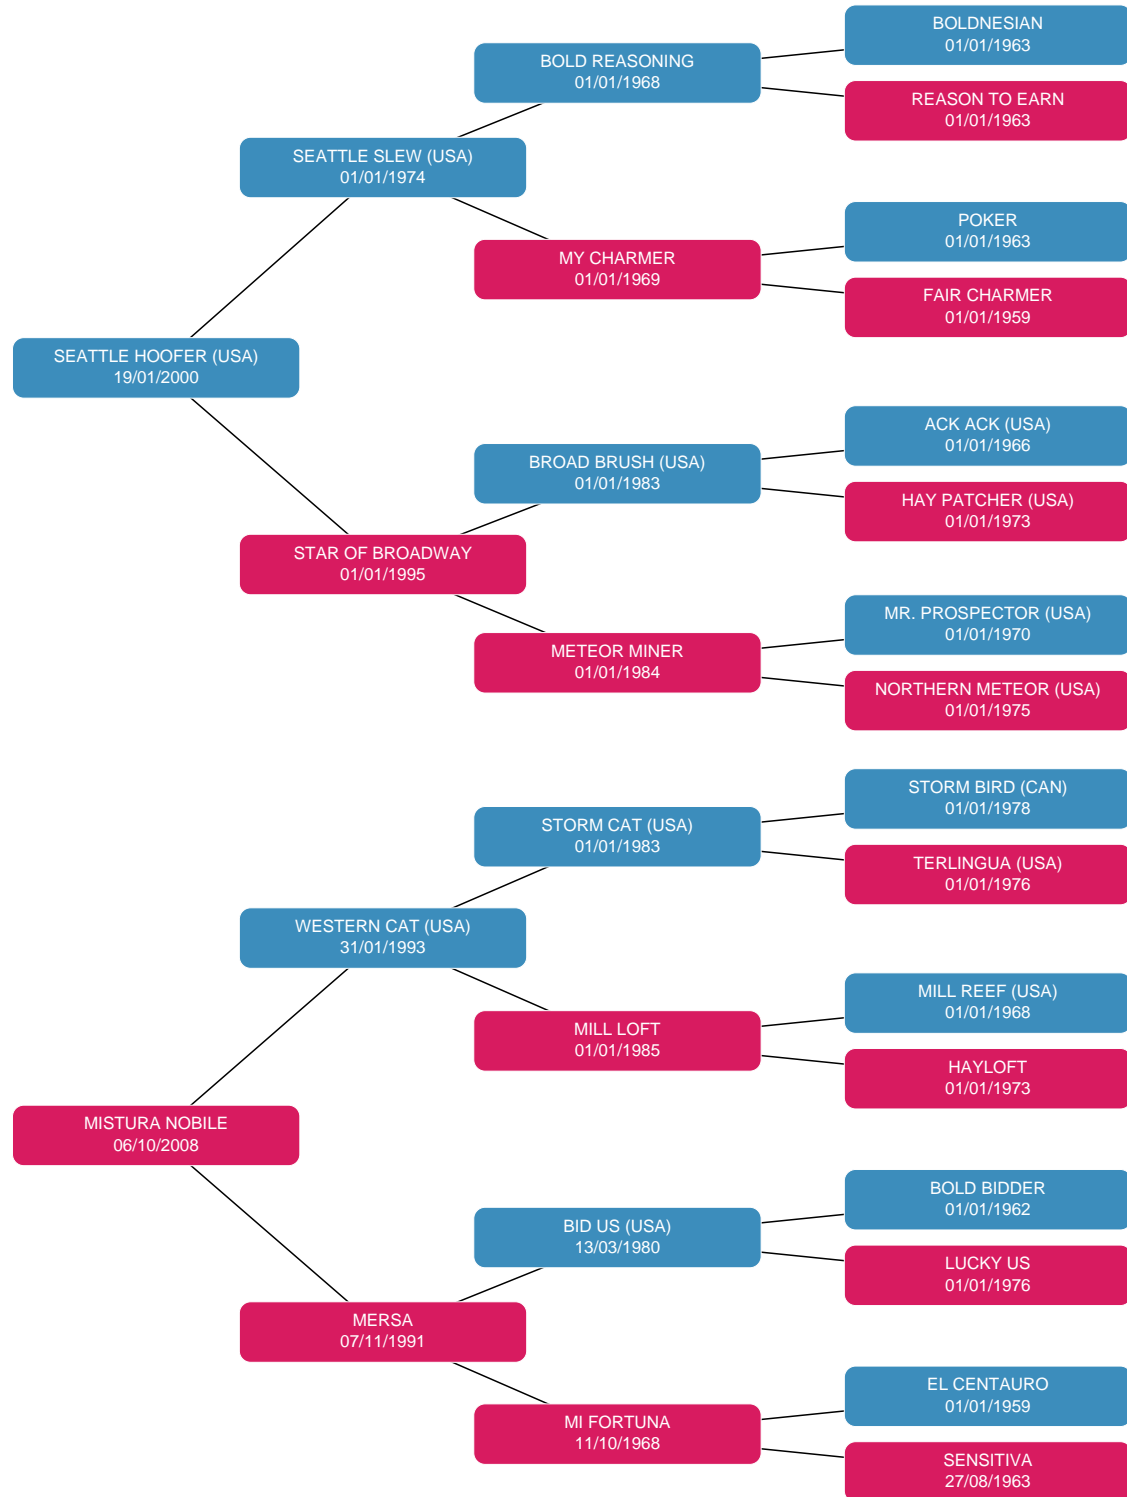 BOLDNESIAN
01/01/1963
BOLD REASONING
01/01/1968
REASON TO EARN
01/01/1963
SEATTLE SLEW (USA)
01/01/1974
POKER
01/01/1963
MY CHARMER
01/01/1969
FAIR CHARMER
01/01/1959
SEATTLE HOOFER (USA)
19/01/2000
ACK ACK (USA)
01/01/1966
BROAD BRUSH (USA)
01/01/1983
HAY PATCHER (USA)
01/01/1973
STAR OF BROADWAY
01/01/1995
MR. PROSPECTOR (USA)
01/01/1970
METEOR MINER
01/01/1984
NORTHERN METEOR (USA)
01/01/1975
STORM BIRD (CAN)
01/01/1978
STORM CAT (USA)
01/01/1983
TERLINGUA (USA)
01/01/1976
WESTERN CAT (USA)
31/01/1993
MILL REEF (USA)
01/01/1968
MILL LOFT
01/01/1985
HAYLOFT
01/01/1973
MISTURA NOBILE
06/10/2008
BOLD BIDDER
01/01/1962
BID US (USA)
13/03/1980
LUCKY US
01/01/1976
MERSA
07/11/1991
EL CENTAURO
01/01/1959
MI FORTUNA
11/10/1968
SENSITIVA
27/08/1963